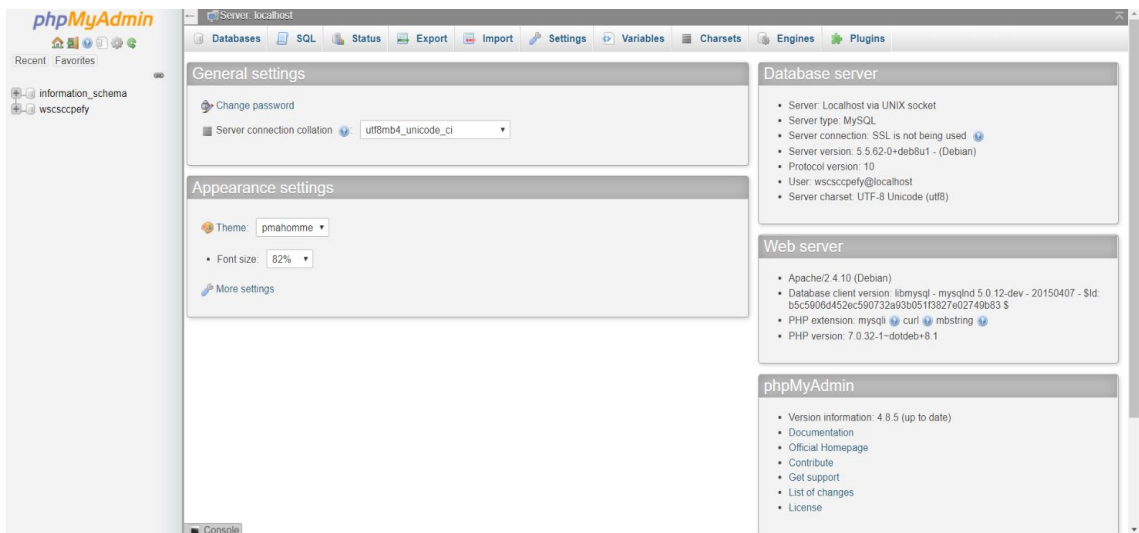 phpMyAdmin
Recent Favorites
information_schema
wscsccpefy
Server: localhost
Databases SQL Status Export Import Settings Variables Charsets Engines Plugins
General settings
Change password
Server connection collation : utf8mb4_unicode_ci
Appearance settings
Theme: pmahomme
• Font size: 82%
More settings
Database server
• Server: Localhost via UNIX socket
• Server type: MySQL
• Server connection: SSL is not being used
• Server version: 5.5.62-0+deb8u1 - (Debian)
• Protocol version: 10
• User: wscsccpefy@localhost
• Server charset: UTF-8 Unicode (utf8)
Web server
• Apache/2.4.10 (Debian)
• Database client version: libmysql - mysqlnd 5.0.12-dev - 20150407 - $Id:
b5c5906d452ec590732a93b051f3827e02749b83 $
• PHP extension: mysqli curl mbstring
• PHP version: 7.0.32-1~dotdeb+8.1
phpMyAdmin
• Version information: 4.8.5 (up to date)
• Documentation
• Official Homepage
• Contribute
• Get support
• List of changes
• License
Console